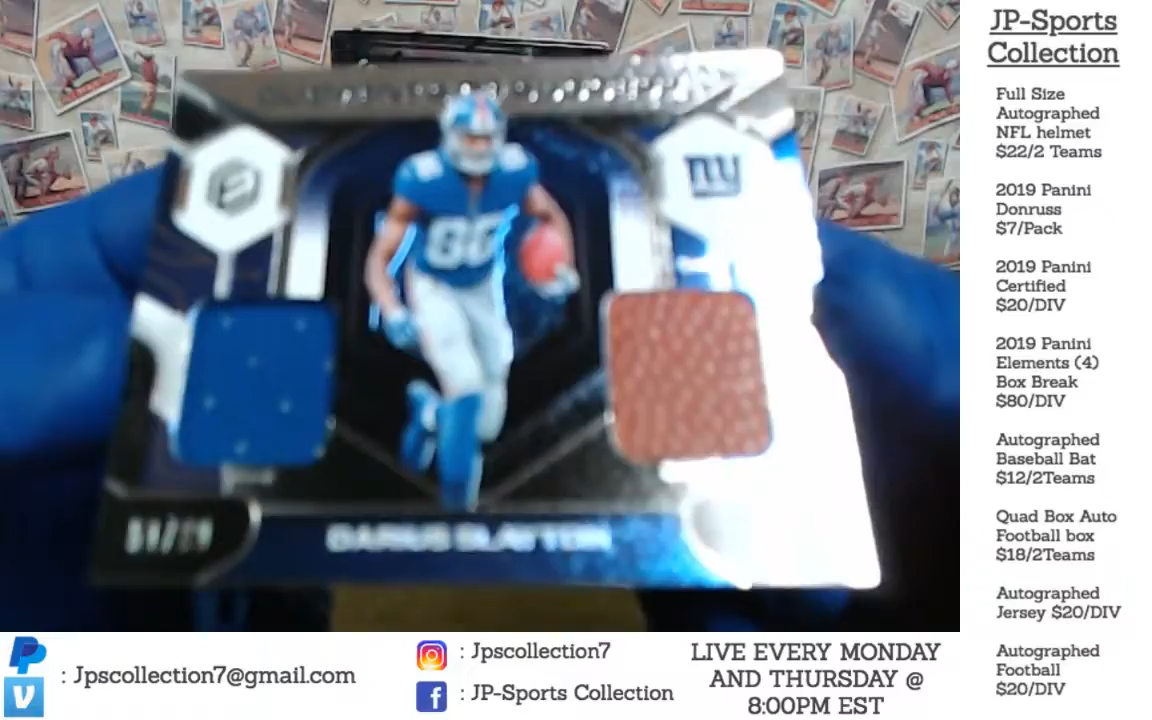 JP-Sports
Collection
Full Size
Autographed
NFL helmet
$22/2 Teams
2019 Panini
Donruss
$7/Pack
2019 Panini
Certified
$20/DIV
2019 Panini
Elements (4)
Box Break
$80/DIV
Autographed
Baseball Bat
$12/2Teams
Quad Box Auto
Football box
$18/2Teams
Autographed
Jersey $20/DIV
Autographed
Football
$20/DIV
ny
DARIUS SLAYTON
: Jpscollection7@gmail.com
: Jpscollection7
: JP-Sports Collection
LIVE EVERY MONDAY
AND THURSDAY @
8:00PM EST